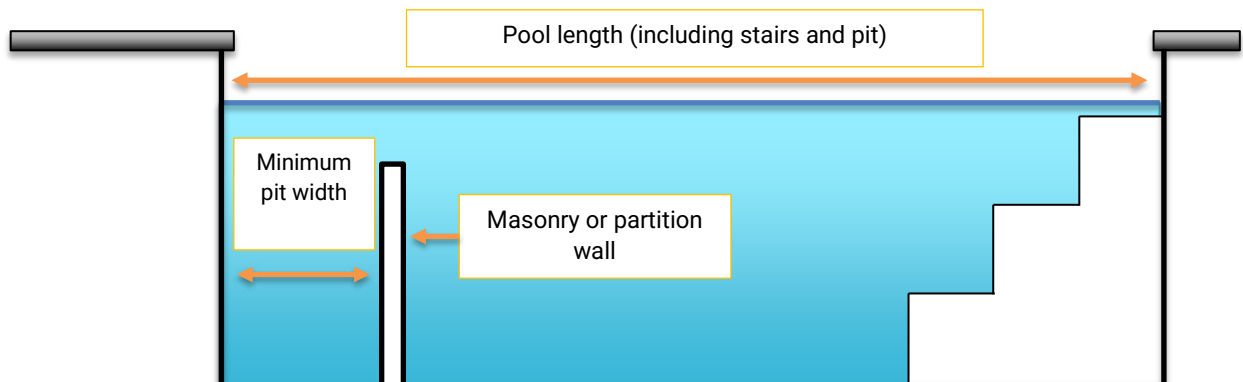 Pool length (including stairs and pit)
Minimum
pit width
Masonry or partition
wall